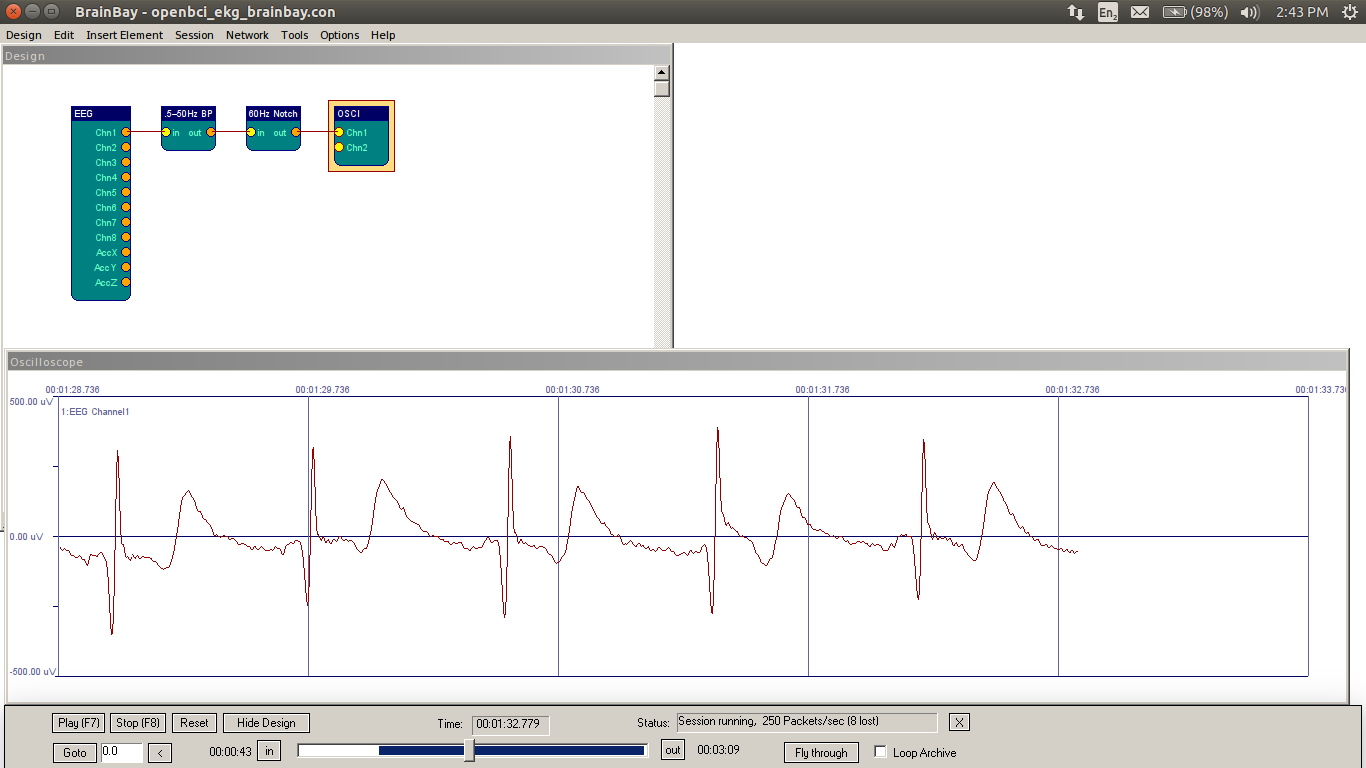 BrainBay - openbci_ekg_brainbay.con
En2 (98%) 2:43 PM
Design Edit Insert Element Session Network Tools Options Help
Design
EEG
Chn1
Chn2
Chn3
Chn4
Chn5
Chn6
Chn7
Chn8
AccX
AccY
AccZ
.5–50Hz BP
in out
60Hz Notch
in out
OSCI
Chn1
Chn2
Oscilloscope
00:01:28.736 00:01:29.736 00:01:30.736 00:01:31.736 00:01:32.736 00:01:33.736
500.00 uV
1:EEG Channel1
0.00 uV
-500.00 uV
Play (F7) Stop (F8) Reset Hide Design Time: 00:01:32.779 Status: Session running, 250 Packets/sec (8 lost) X
Goto 0.0 < 00:00:43 in out 00:03:09 Fly through Loop Archive